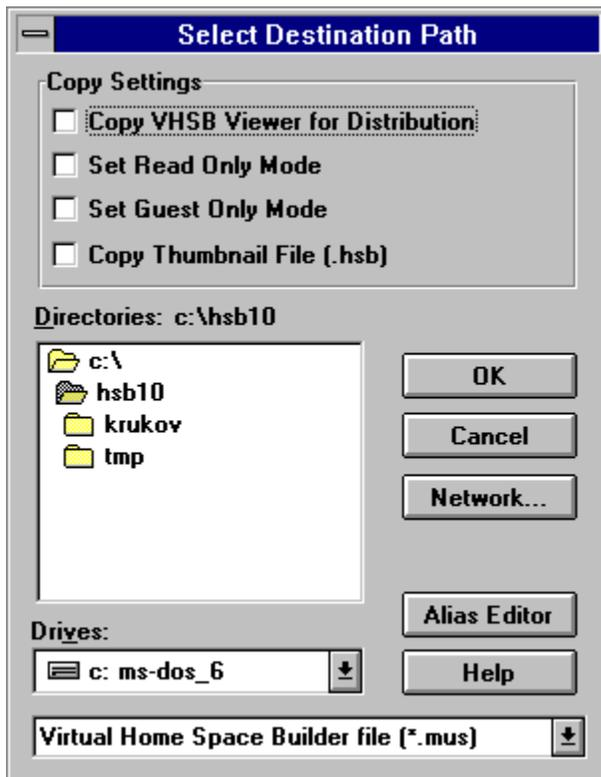 Select Destination Path
Copy Settings
Copy VHSB Viewer for Distribution
Set Read Only Mode
Set Guest Only Mode
Copy Thumbnail File (.hsb)
Directories: c:\hsb10
c:\
hsb10
krukov
tmp
OK
Cancel
Network...
Alias Editor
Drives:
c: ms-dos_6
Help
Virtual Home Space Builder file (*.mus)